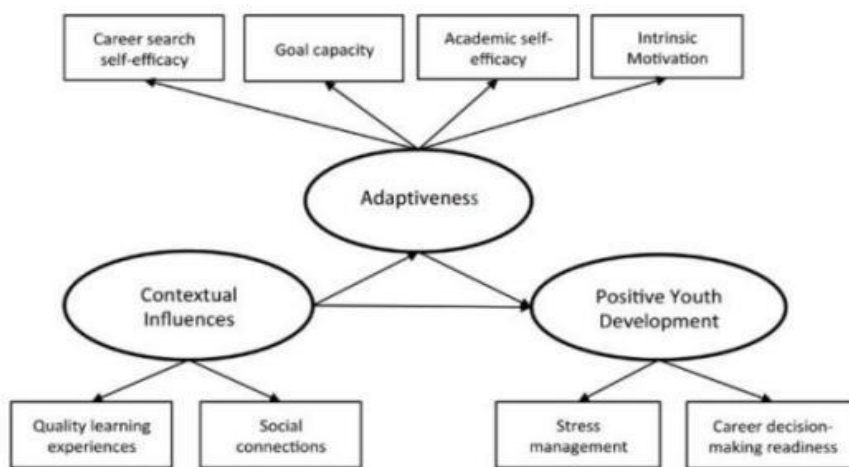 Career search
self-efficacy
Goal capacity
Academic self-
efficacy
Intrinsic
Motivation
Adaptiveness
Contextual
Influences
Positive Youth
Development
Quality learning
experiences
Social
connections
Stress
management
Career decision-
making readiness